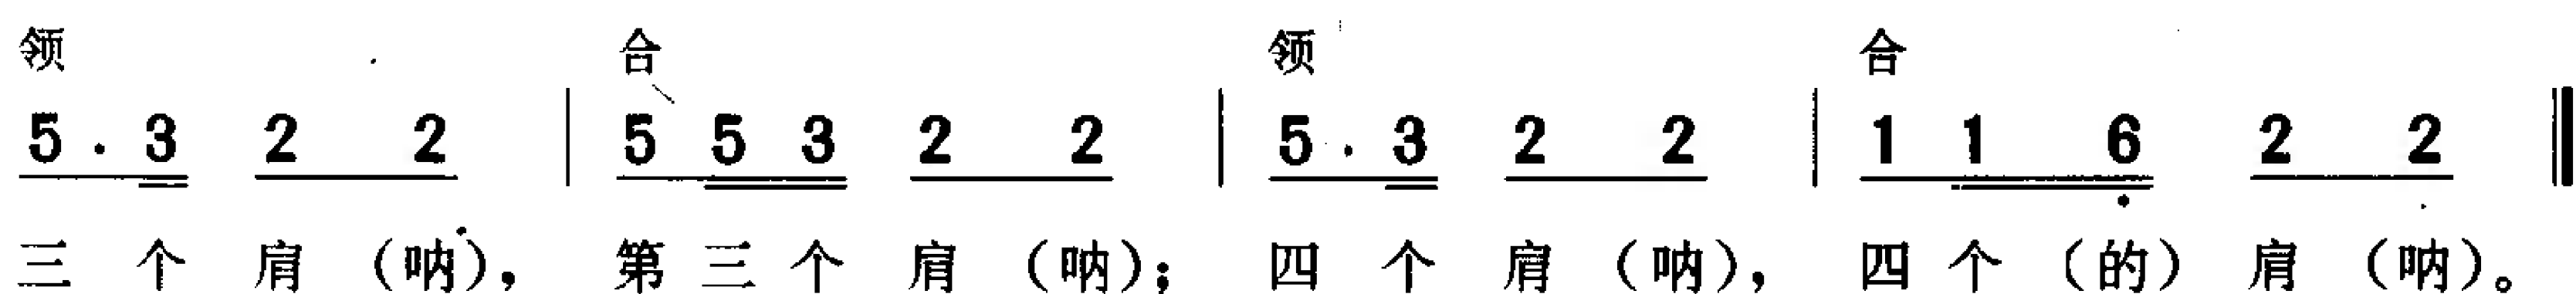 领 合 领 合
5 . 3 2 2 | 5 5 3 2 2 | 5 . 3 2 2 | 1 1 6̣ 2 2 ‖
三 个 肩 （呐）， 第 三 个 肩 （呐）； 四 个 肩 （呐）， 四 个 （的） 肩 （呐）。